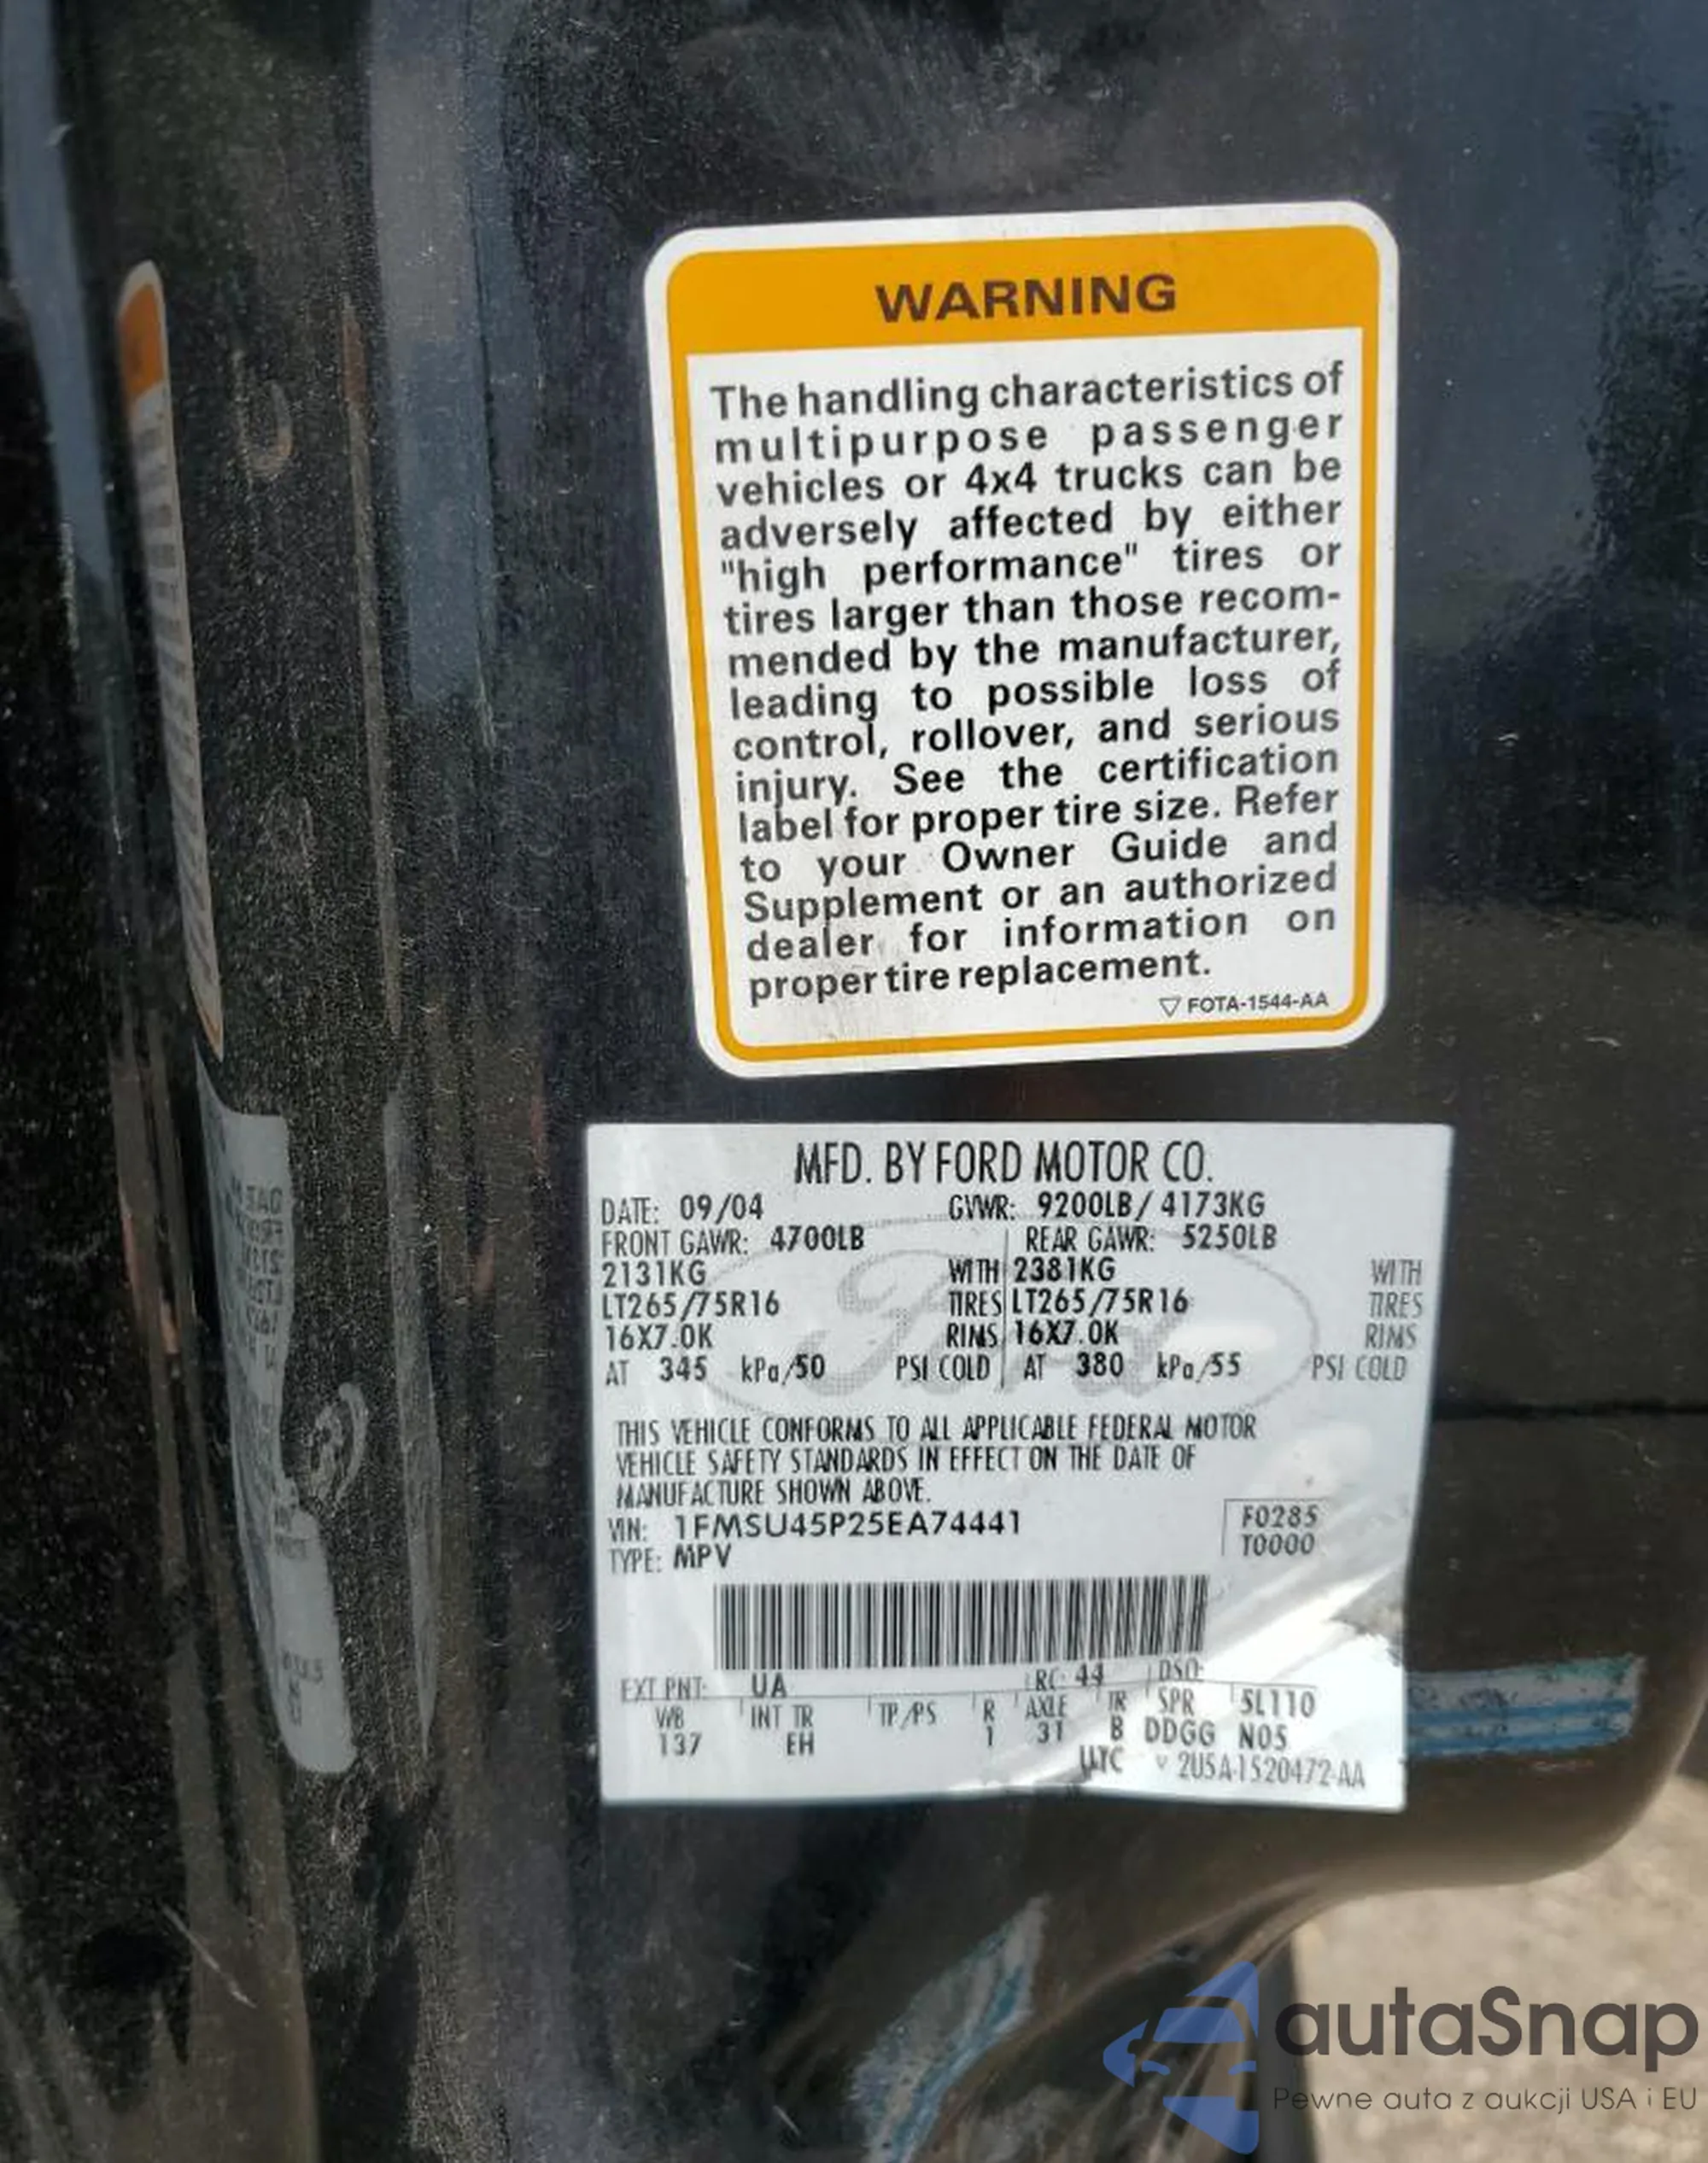 WARNING
The handling characteristics of
multipurpose passenger
vehicles or 4x4 trucks can be
adversely affected by either
"high performance" tires or
tires larger than those recom-
mended by the manufacturer,
leading to possible loss of
control, rollover, and serious
injury. See the certification
label for proper tire size. Refer
to your Owner Guide and
Supplement or an authorized
dealer for information on
proper tire replacement.
▽ FOTA-1544-AA
MFD. BY FORD MOTOR CO.
DATE: 09/04 GVWR: 9200LB/ 4173KG
FRONT GAWR: 4700LB REAR GAWR: 5250LB
2131KG WITH 2381KG WITH
LT265/75R16 TIRES LT265/75R16 TIRES
16X7.0K RIMS 16X7.0K RIMS
AT 345 kPa/50 PSI COLD AT 380 kPa/55 PSI COLD
Ford
THIS VEHICLE CONFORMS TO ALL APPLICABLE FEDERAL MOTOR
VEHICLE SAFETY STANDARDS IN EFFECT ON THE DATE OF
MANUFACTURE SHOWN ABOVE.
VIN: 1FMSU45P25EA74441 F0285
TYPE: MPV T0000
EXT PNT: UA RC: 44 DSO:
WB INT TR TP/PS R AXLE TR SPR 5L110
137 EH 1 31 B DDGG N05
UTC ▽ 2U5A-1520472-AA
autaSnap
Pewne auta z aukcji USA i EU